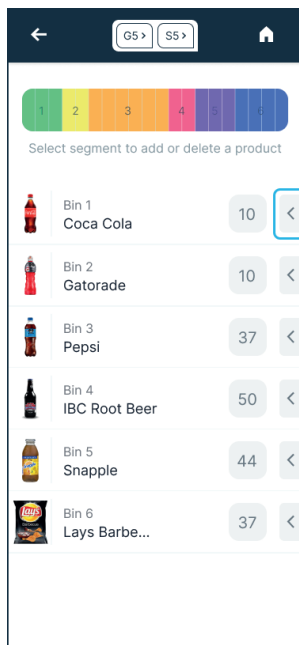 G5 › S5 ›
1 2 3 4 5 6
Select segment to add or delete a product
Bin 1
Coca Cola
10
Bin 2
Gatorade
10
Bin 3
Pepsi
37
Bin 4
IBC Root Beer
50
Bin 5
Snapple
44
Lay's
Bin 6
Lays Barbe...
37